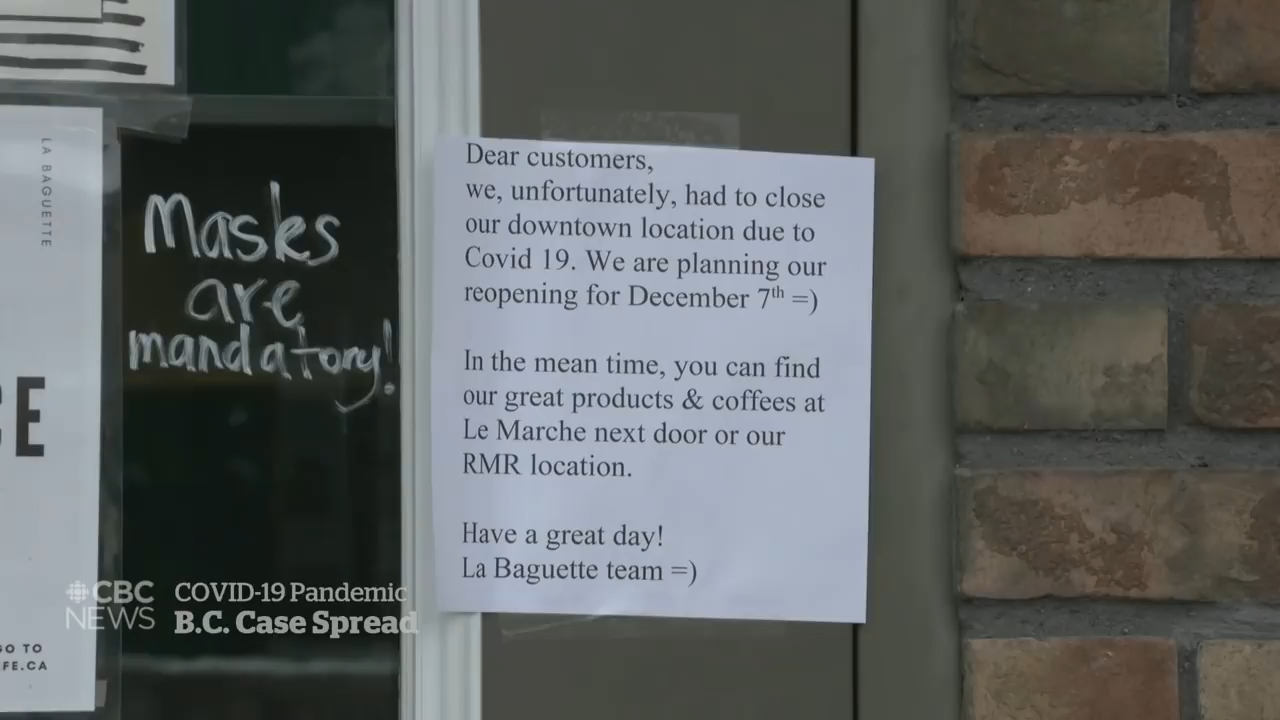 LA BAGUETTE
CE
GO TO
FE.CA
Masks
are
mandatory!
Dear customers,
we, unfortunately, had to close
our downtown location due to
Covid 19. We are planning our
reopening for December 7th =)
In the mean time, you can find
our great products & coffees at
Le Marche next door or our
RMR location.
Have a great day!
La Baguette team =)
CBC
NEWS
COVID-19 Pandemic
B.C. Case Spread